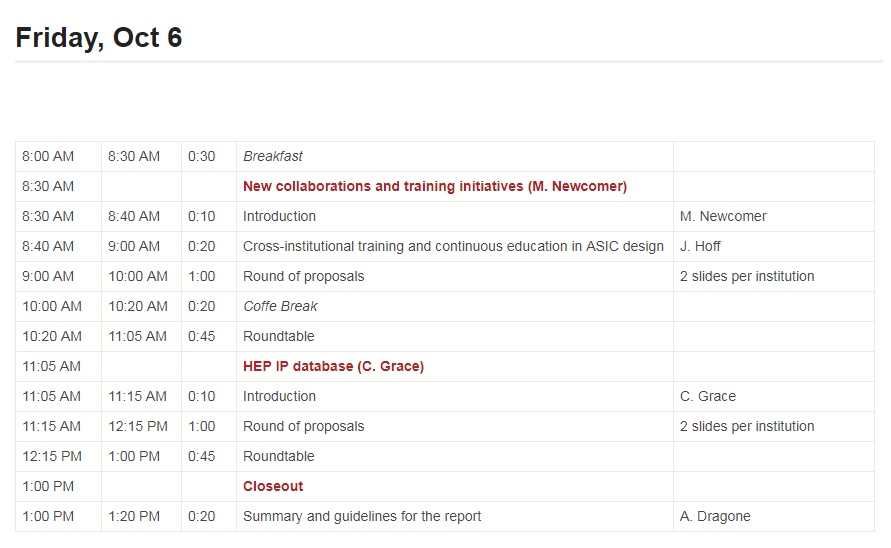 Friday, Oct 6
8:00 AM 8:30 AM 0:30 Breakfast
8:30 AM New collaborations and training initiatives (M. Newcomer)
8:30 AM 8:40 AM 0:10 Introduction M. Newcomer
8:40 AM 9:00 AM 0:20 Cross-institutional training and continuous education in ASIC design J. Hoff
9:00 AM 10:00 AM 1:00 Round of proposals 2 slides per institution
10:00 AM 10:20 AM 0:20 Coffe Break
10:20 AM 11:05 AM 0:45 Roundtable
11:05 AM HEP IP database (C. Grace)
11:05 AM 11:15 AM 0:10 Introduction C. Grace
11:15 AM 12:15 PM 1:00 Round of proposals 2 slides per institution
12:15 PM 1:00 PM 0:45 Roundtable
1:00 PM Closeout
1:00 PM 1:20 PM 0:20 Summary and guidelines for the report A. Dragone